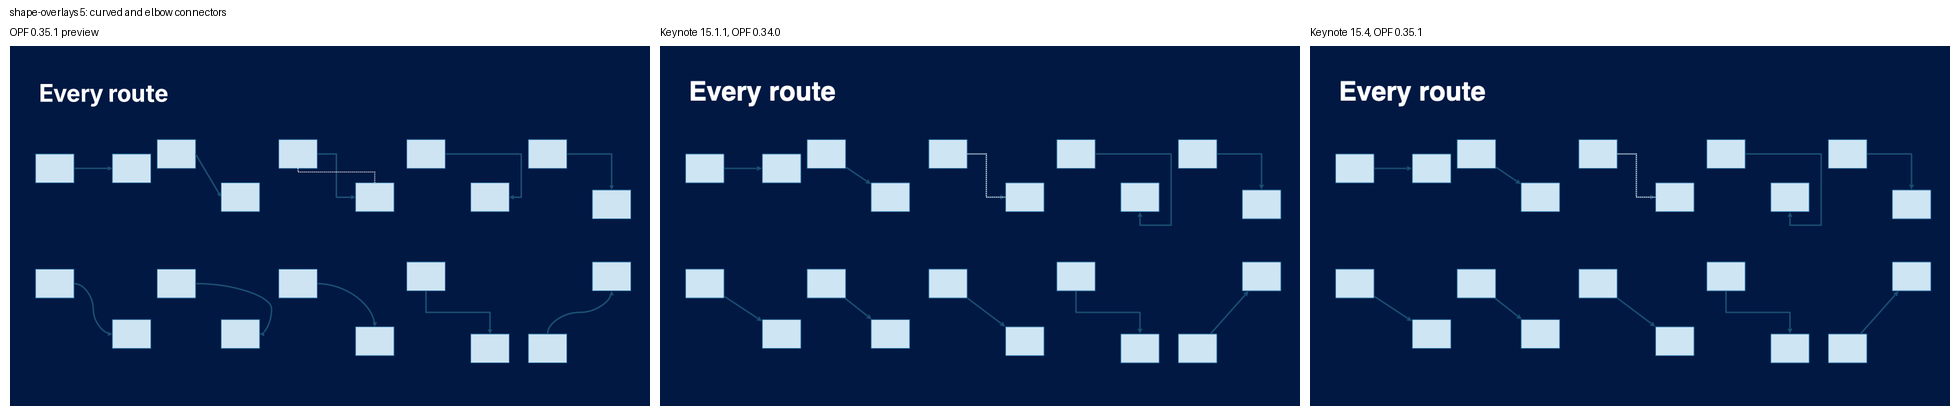 shape-overlays 5: curved and elbow connectors
OPF 0.35.1 preview
Keynote 15.1.1, OPF 0.34.0
Keynote 15.4, OPF 0.35.1
Every route
Every route
Every route